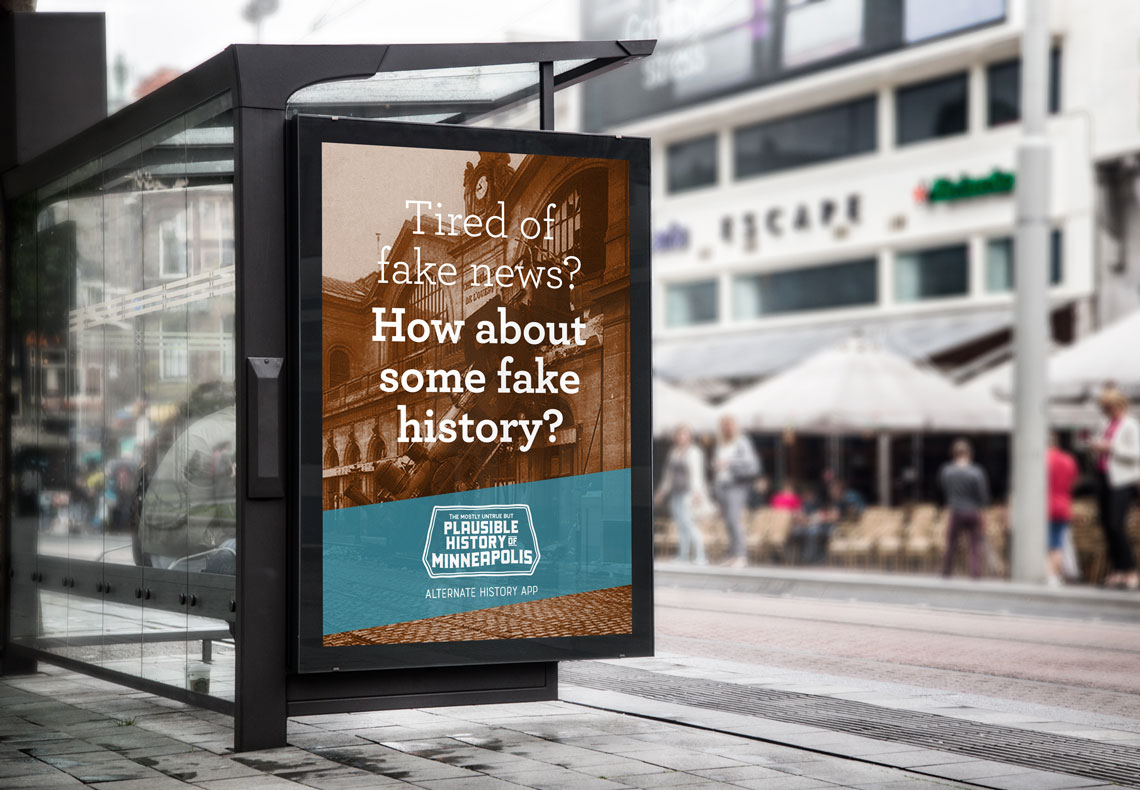 Tired of
fake news?
How about
some fake
history?
THE MOSTLY UNTRUE BUT
PLAUSIBLE
HISTORY OF
MINNEAPOLIS
ALTERNATE HISTORY APP
ESCAPE
Heineken